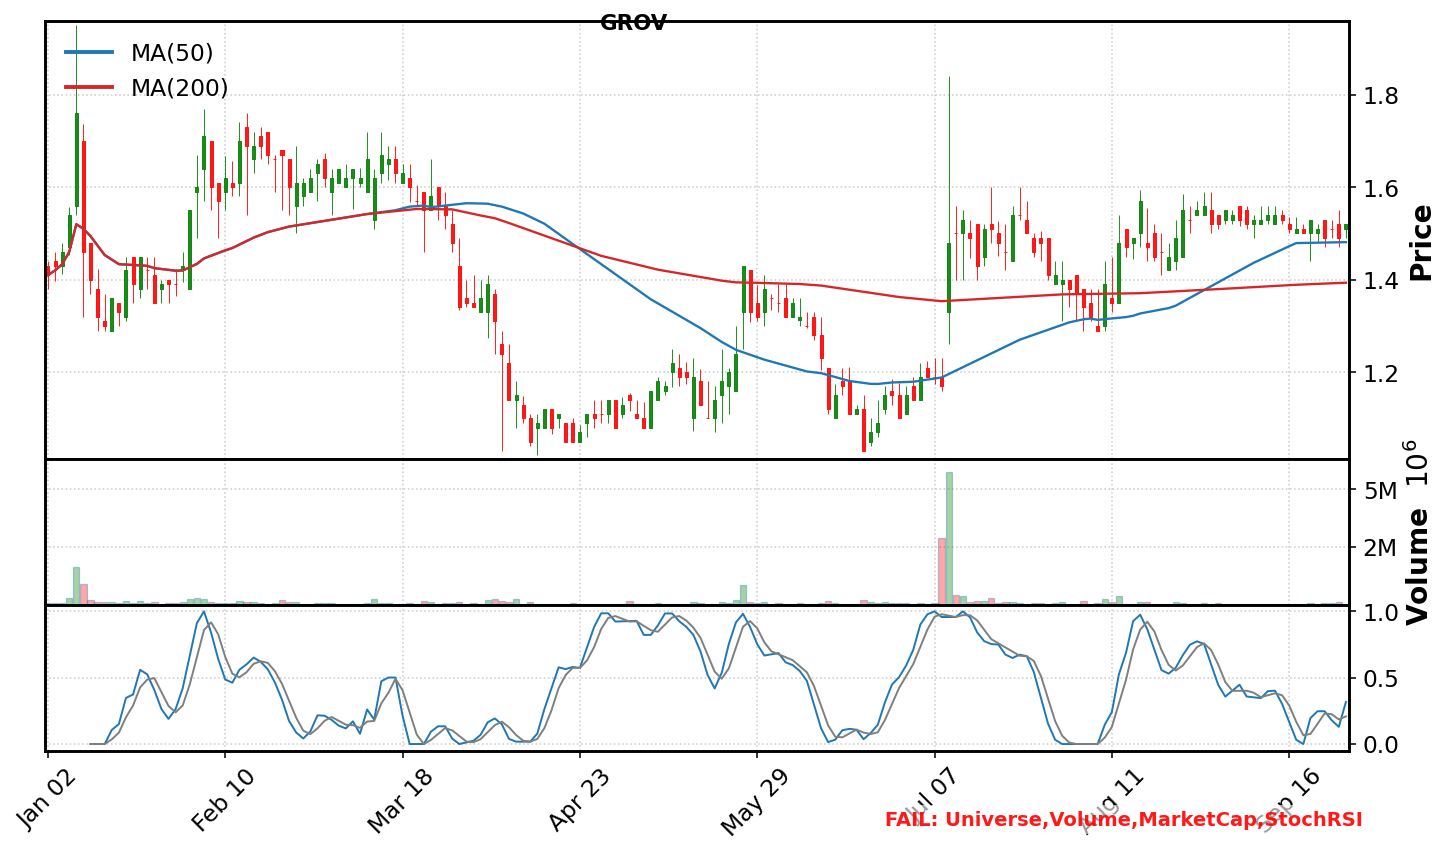 GROV
MA(50)
MA(200)
1.8
1.6
1.4
1.2
Price
10^6
5M
2M
Volume
1.0
0.5
0.0
Jan 02
Feb 10
Mar 18
Apr 23
May 29
Jul 07
Aug 11
Sep 16
FAIL: Universe,Volume,MarketCap,StochRSI